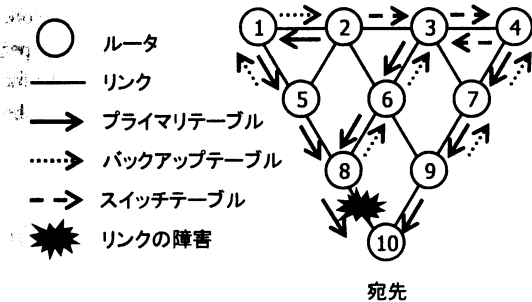 ルータ
リンク
プライマリテーブル
バックアップテーブル
スイッチテーブル
リンクの障害
1 2 3 4
5 6 7
8 9
10
宛先